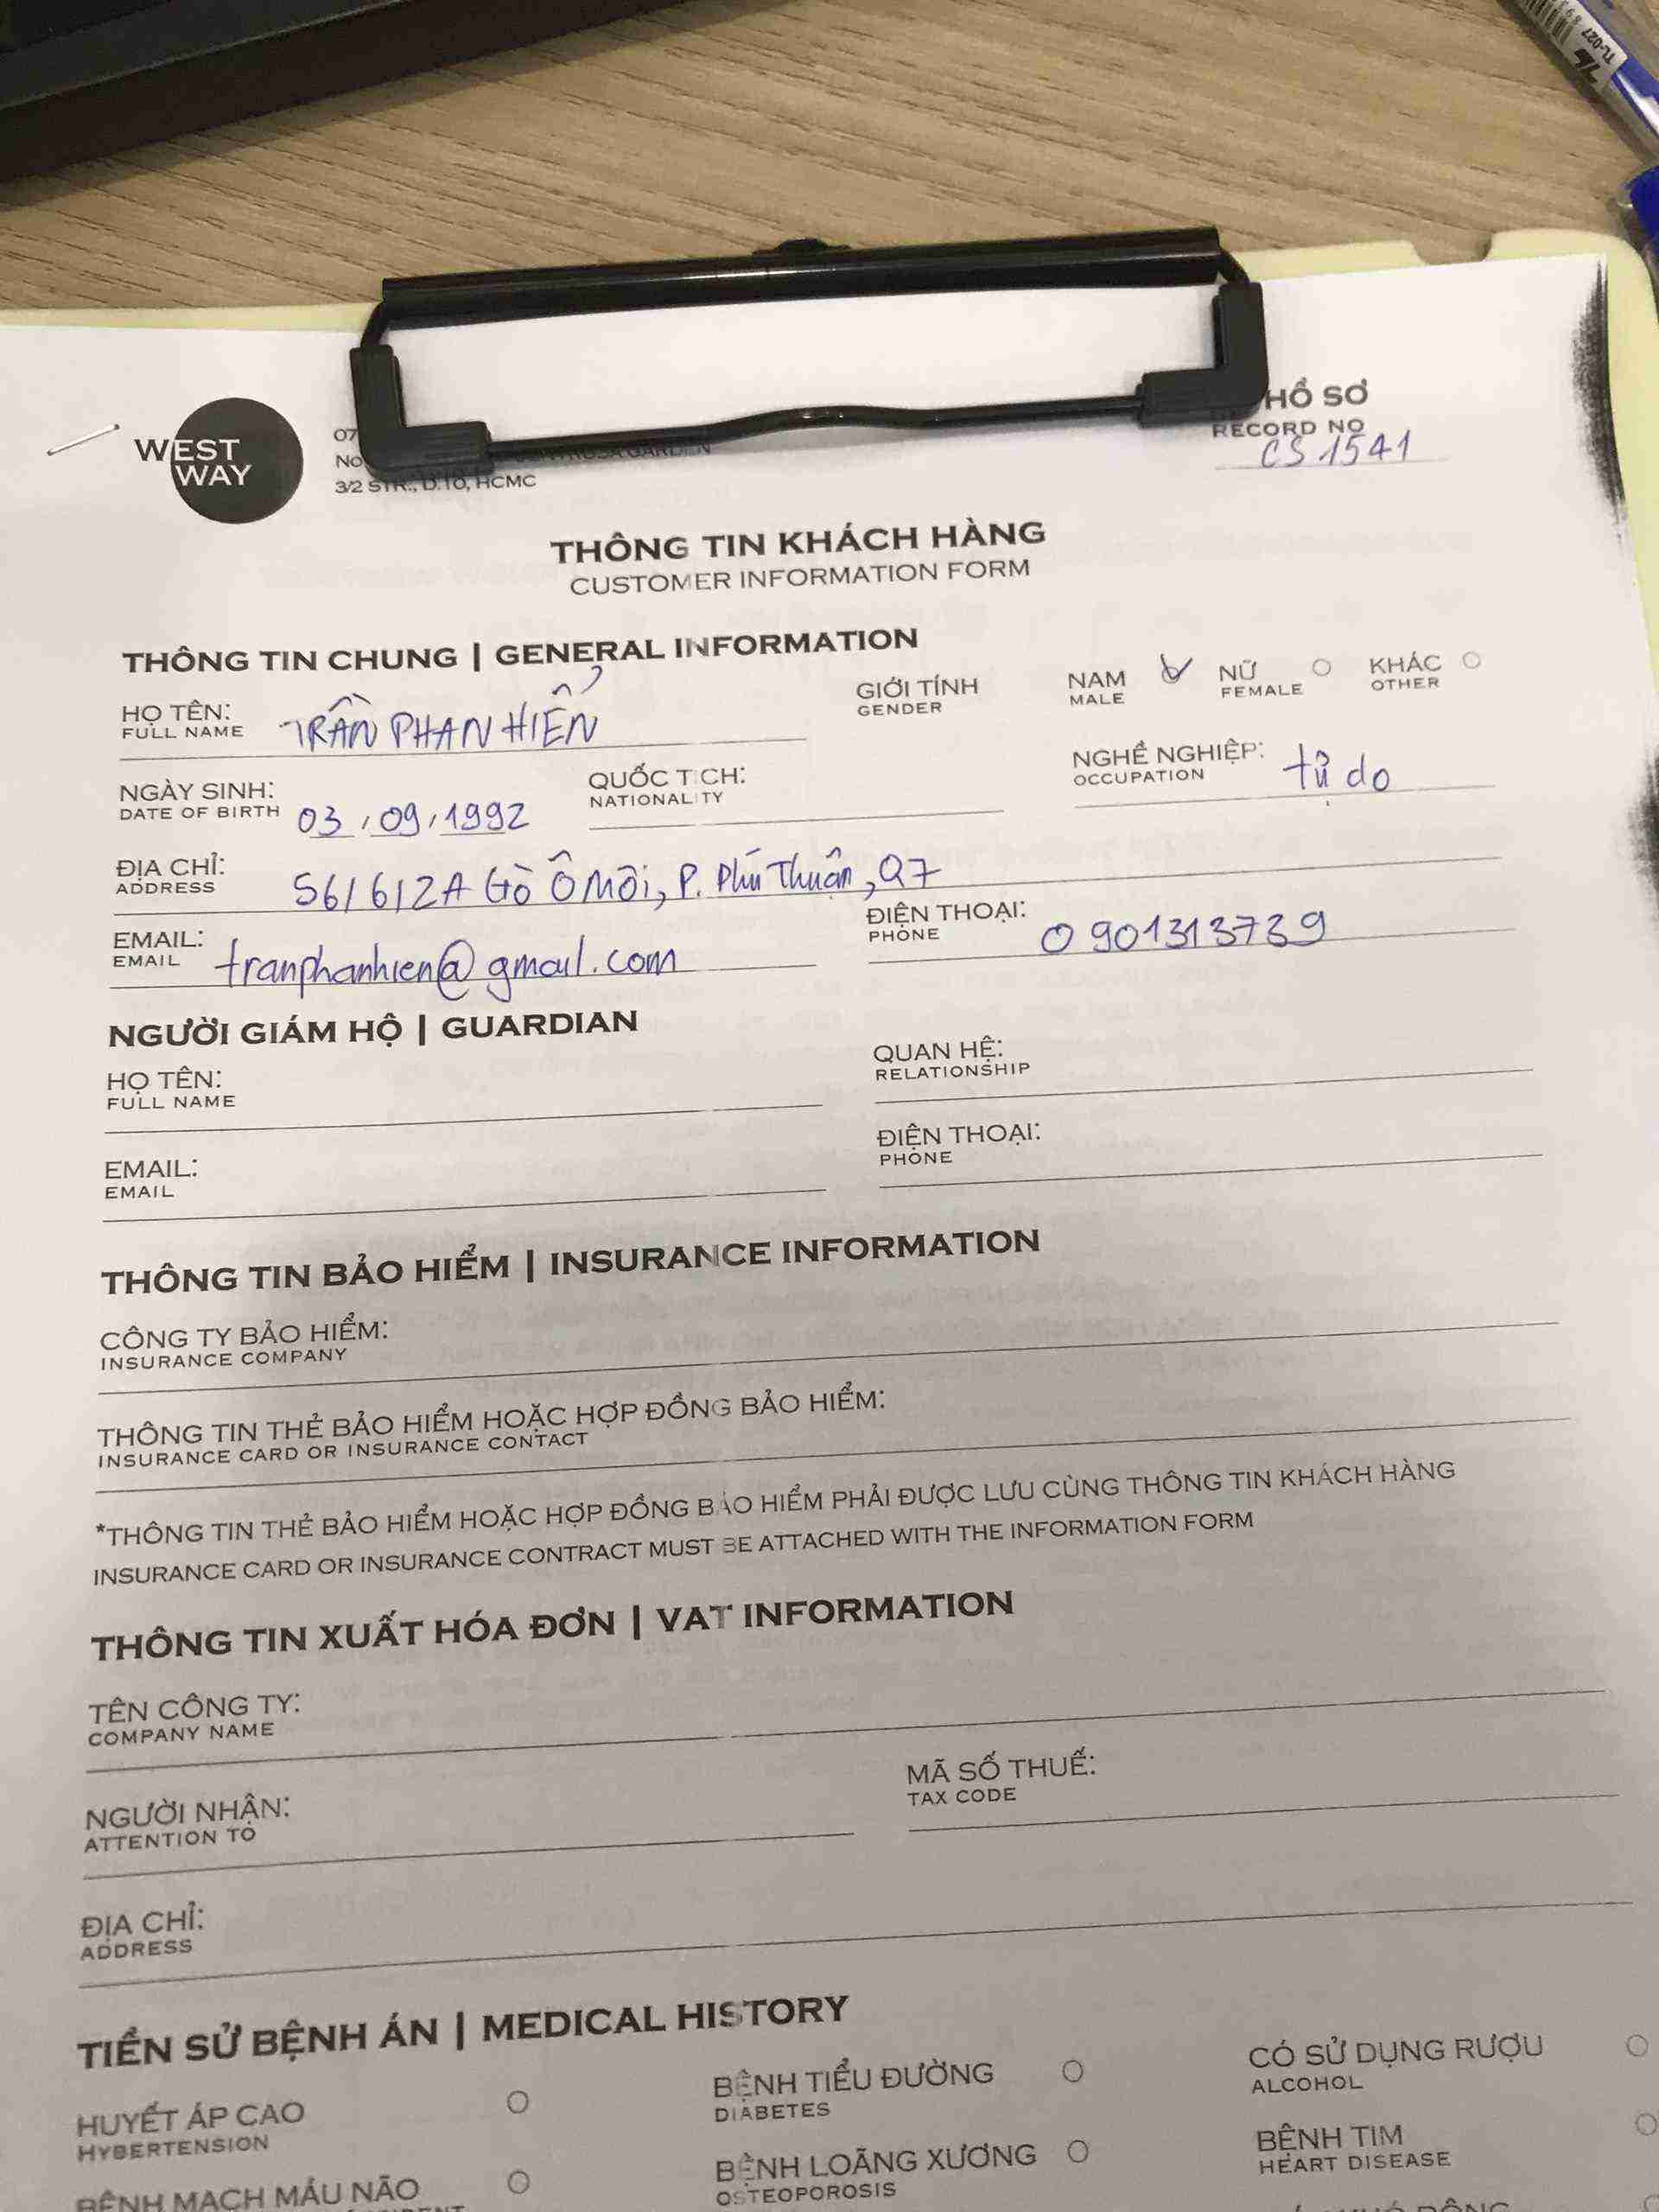 TL-027
WEST
WAY
07
No
3/2 STR., D.10, HCMC
HỒ SƠ
RECORD NO
CS 1541
THÔNG TIN KHÁCH HÀNG
CUSTOMER INFORMATION FORM
THÔNG TIN CHUNG | GENERAL INFORMATION
HỌ TÊN: TRẦN PHAN HIỂN GIỚI TÍNH NAM NỮ KHÁC
FULL NAME GENDER MALE FEMALE OTHER
NGÀY SINH: 03/09/1992 QUỐC TỊCH: NGHỀ NGHIỆP: tự do
DATE OF BIRTH NATIONALITY OCCUPATION
ĐỊA CHỈ: 561612A Gò Ô Môi, P. Phú Thuận, Q7
ADDRESS
EMAIL: tranphanhien@gmail.com ĐIỆN THOẠI: 0901313739
EMAIL PHONE
NGƯỜI GIÁM HỘ | GUARDIAN
HỌ TÊN: QUAN HỆ:
FULL NAME RELATIONSHIP
EMAIL: ĐIỆN THOẠI:
EMAIL PHONE
THÔNG TIN BẢO HIỂM | INSURANCE INFORMATION
CÔNG TY BẢO HIỂM:
INSURANCE COMPANY
THÔNG TIN THẺ BẢO HIỂM HOẶC HỢP ĐỒNG BẢO HIỂM:
INSURANCE CARD OR INSURANCE CONTACT
*THÔNG TIN THẺ BẢO HIỂM HOẶC HỢP ĐỒNG BẢO HIỂM PHẢI ĐƯỢC LƯU CÙNG THÔNG TIN KHÁCH HÀNG
INSURANCE CARD OR INSURANCE CONTRACT MUST BE ATTACHED WITH THE INFORMATION FORM
THÔNG TIN XUẤT HÓA ĐƠN | VAT INFORMATION
TÊN CÔNG TY:
COMPANY NAME
NGƯỜI NHẬN: MÃ SỐ THUẾ:
ATTENTION TO TAX CODE
ĐỊA CHỈ:
ADDRESS
TIỀN SỬ BỆNH ÁN | MEDICAL HISTORY
HUYẾT ÁP CAO BỆNH TIỂU ĐƯỜNG CÓ SỬ DỤNG RƯỢU
HYBERTENSION DIABETES ALCOHOL
BỆNH MẠCH MÁU NÃO BỆNH LOÃNG XƯƠNG BỆNH TIM
OSTEOPOROSIS HEART DISEASE